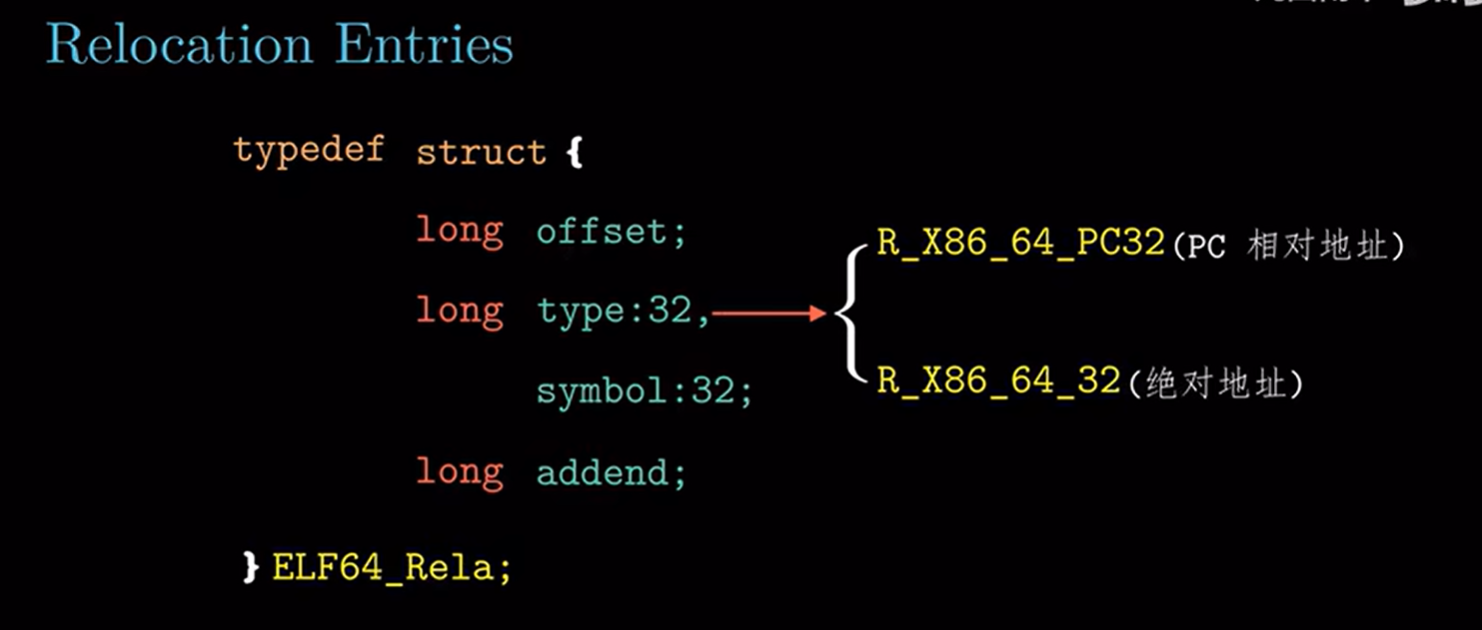 Relocation Entries
typedef struct {
long offset;
long type:32,
symbol:32;
long addend;
} ELF64_Rela;
R_X86_64_PC32(PC 相对地址)
R_X86_64_32(绝对地址)